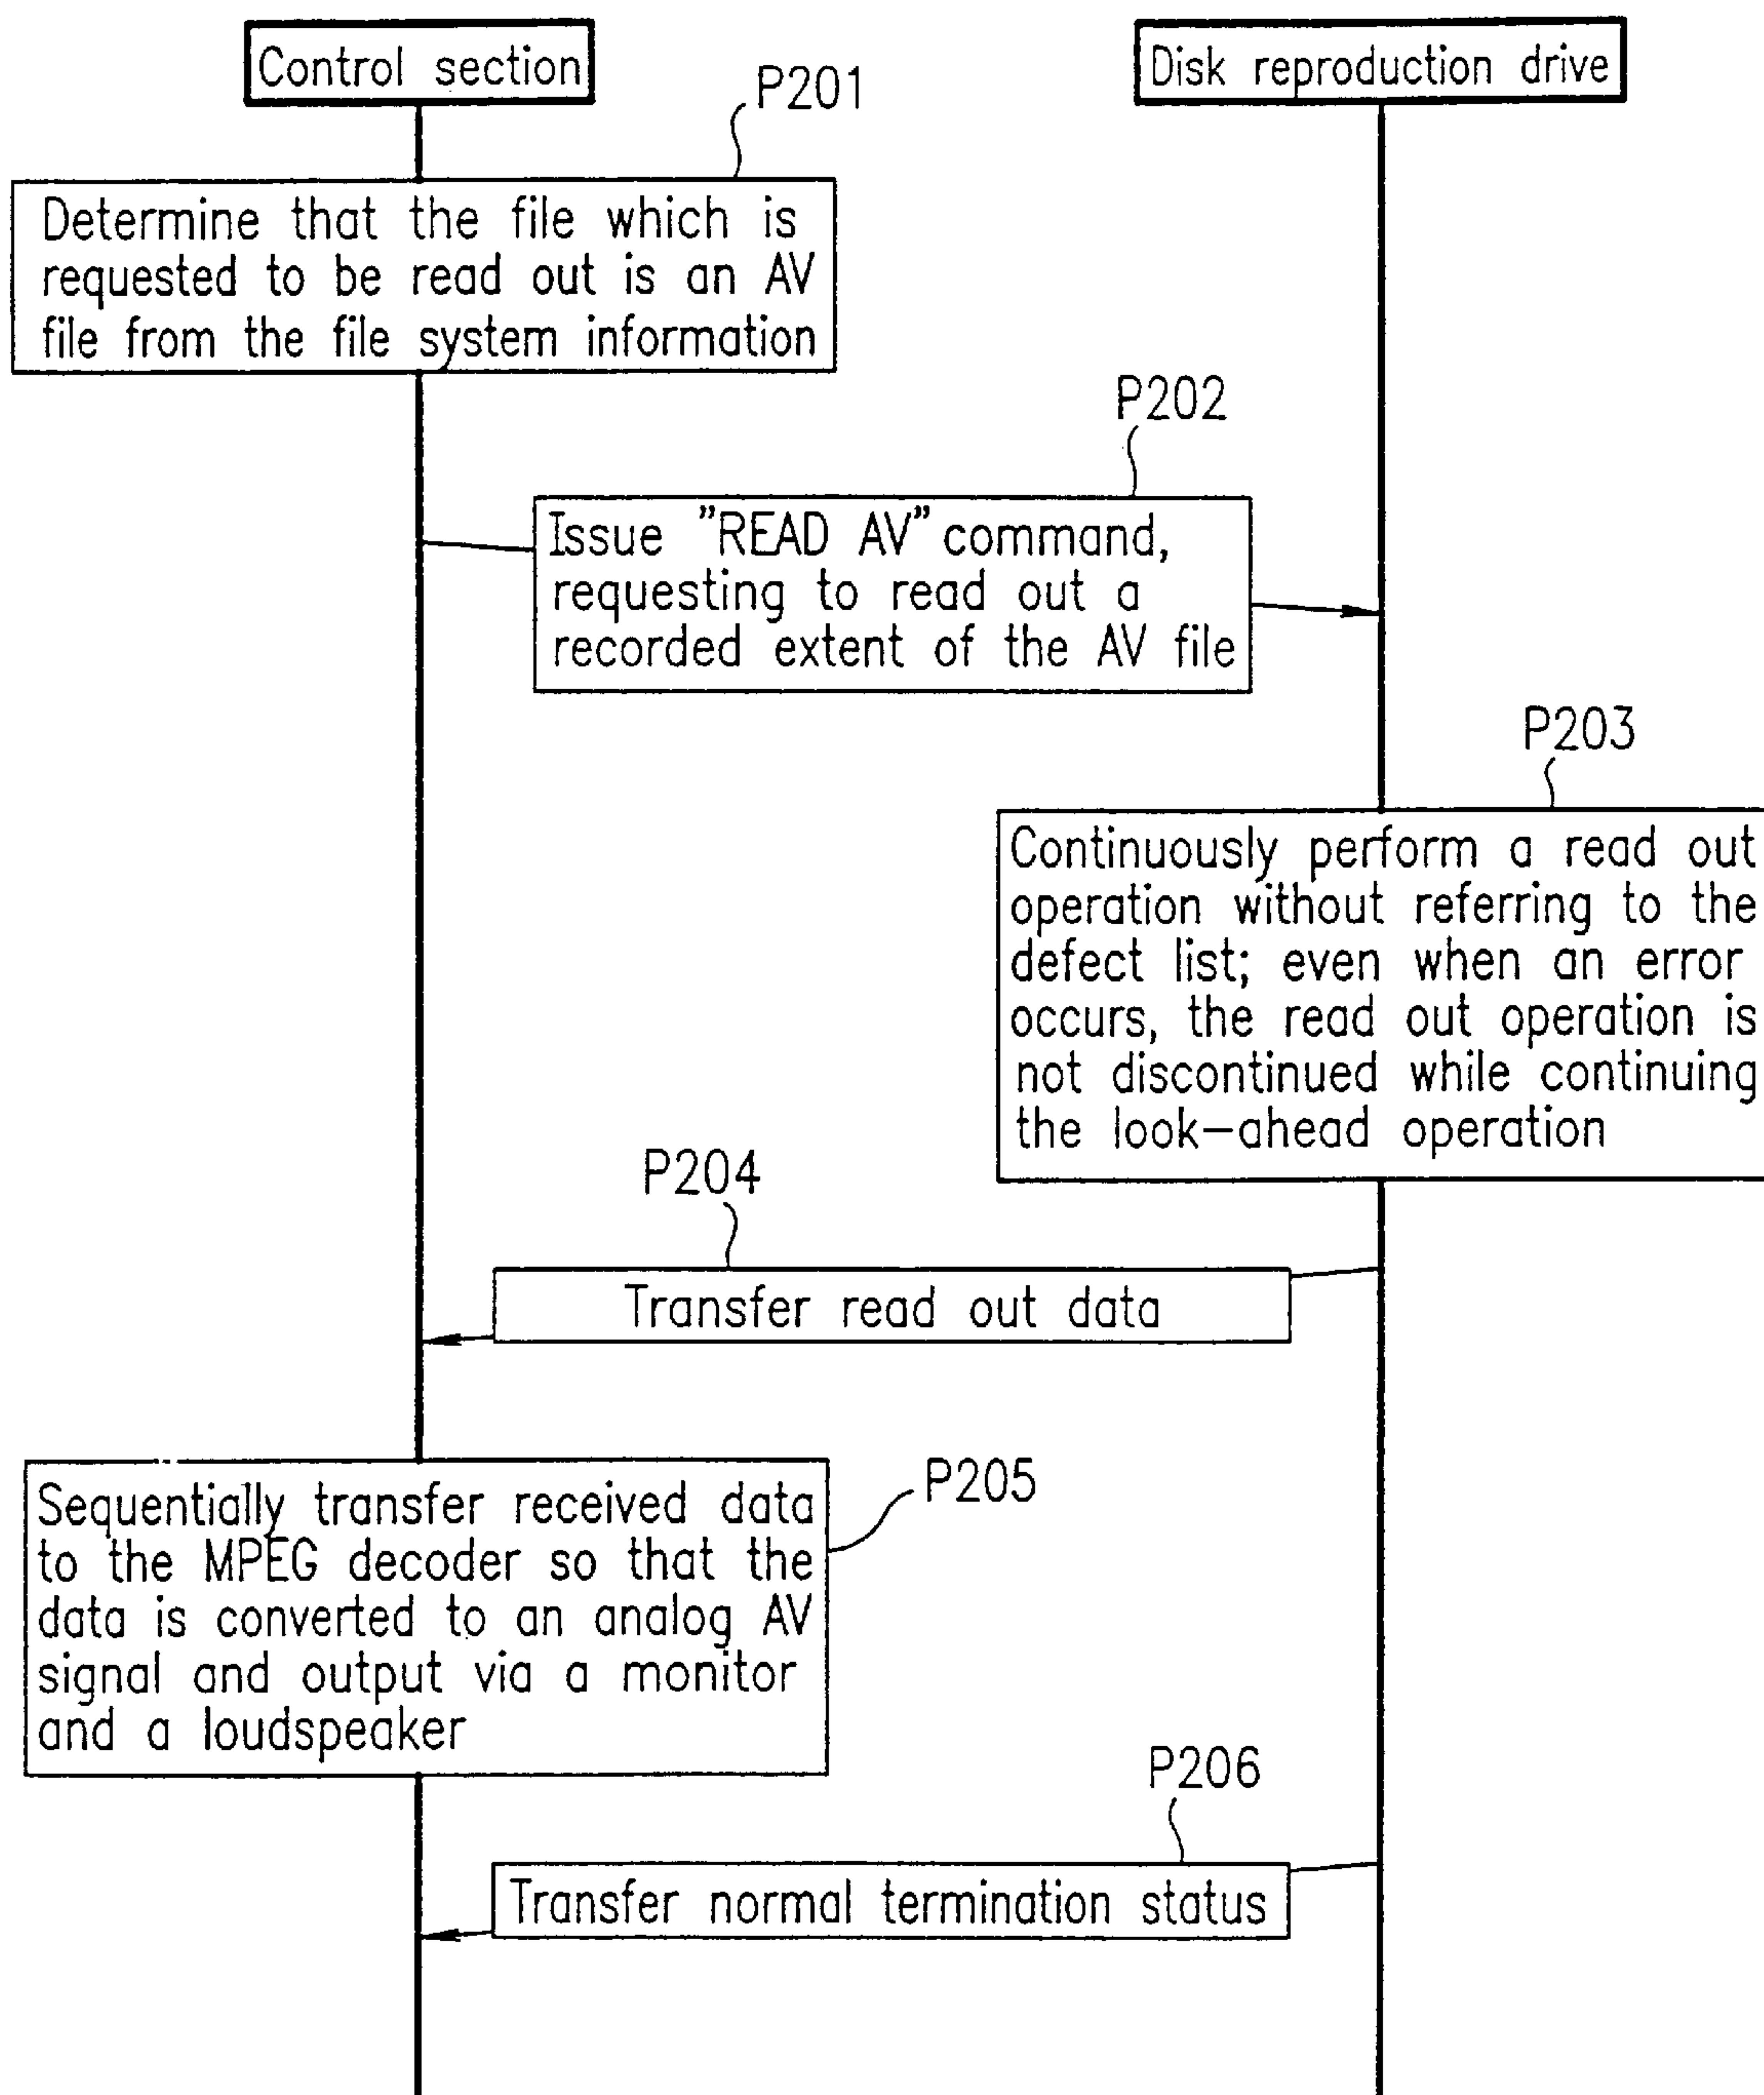 Control section
Disk reproduction drive
P201
Determine that the file which is
requested to be read out is an AV
file from the file system information
P202
Issue "READ AV" command,
requesting to read out a
recorded extent of the AV file
P203
Continuously perform a read out
operation without referring to the
defect list; even when an error
occurs, the read out operation is
not discontinued while continuing
the look-ahead operation
P204
Transfer read out data
P205
Sequentially transfer received data
to the MPEG decoder so that the
data is converted to an analog AV
signal and output via a monitor
and a loudspeaker
P206
Transfer normal termination status